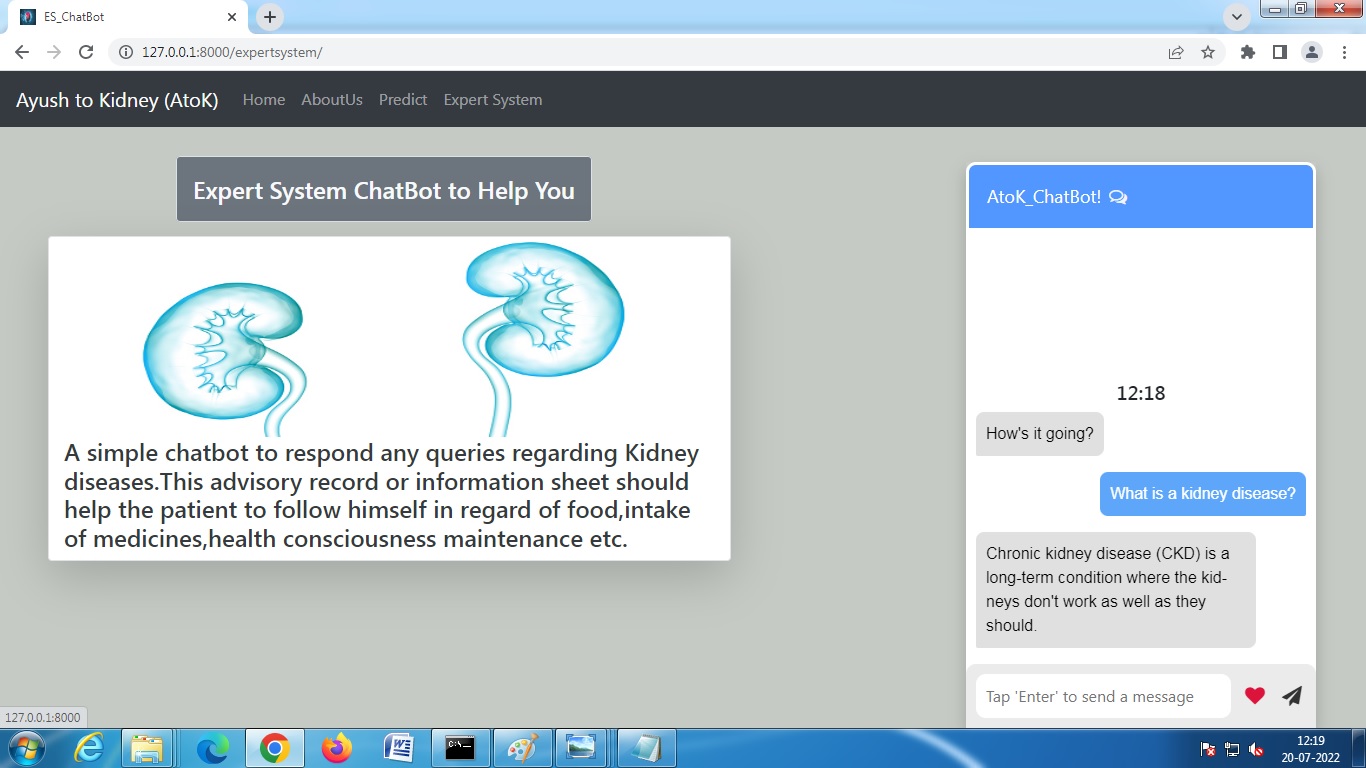 ES_ChatBot
127.0.0.1:8000/expertsystem/
Ayush to Kidney (AtoK) Home AboutUs Predict Expert System
Expert System ChatBot to Help You
A simple chatbot to respond any queries regarding Kidney
diseases.This advisory record or information sheet should
help the patient to follow himself in regard of food,intake
of medicines,health consciousness maintenance etc.
AtoK_ChatBot!
12:18
How's it going?
What is a kidney disease?
Chronic kidney disease (CKD) is a
long-term condition where the kid-
neys don't work as well as they
should.
Tap 'Enter' to send a message
127.0.0.1:8000
12:19
20-07-2022